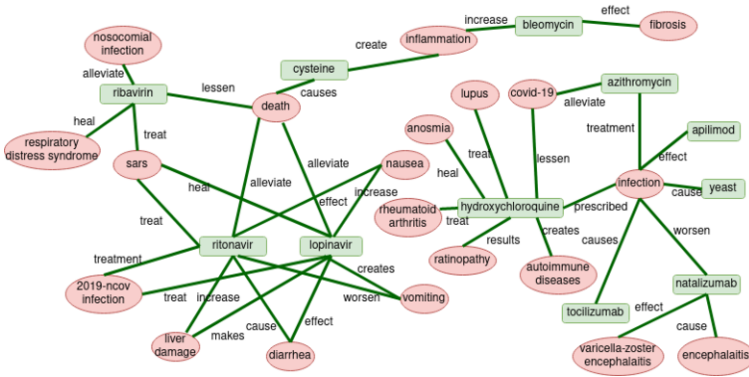 effect
increase
bleomycin
fibrosis
nosocomial
infection
inflammation
create
cysteine
alleviate
ribavirin
lessen
causes
death
lupus
covid-19
azithromycin
alleviate
heal
treat
respiratory
distress syndrome
sars
anosmia
treatment
apilimod
treat
lessen
effect
alleviate
nausea
heal
heal
alleviate
increase
effect
infection
yeast
cause
rheumatoid
arthritis
treat
hydroxychloroquine
prescribed
treat
ritonavir
lopinavir
results
creates
causes
worsen
treatment
ratinopathy
autoimmune
diseases
creates
2019-ncov
infection
treat
increase
worsen
vomiting
natalizumab
tocilizumab
effect
liver
damage
makes
cause
effect
diarrhea
cause
varicella-zoster
encephalaitis
encephalaitis